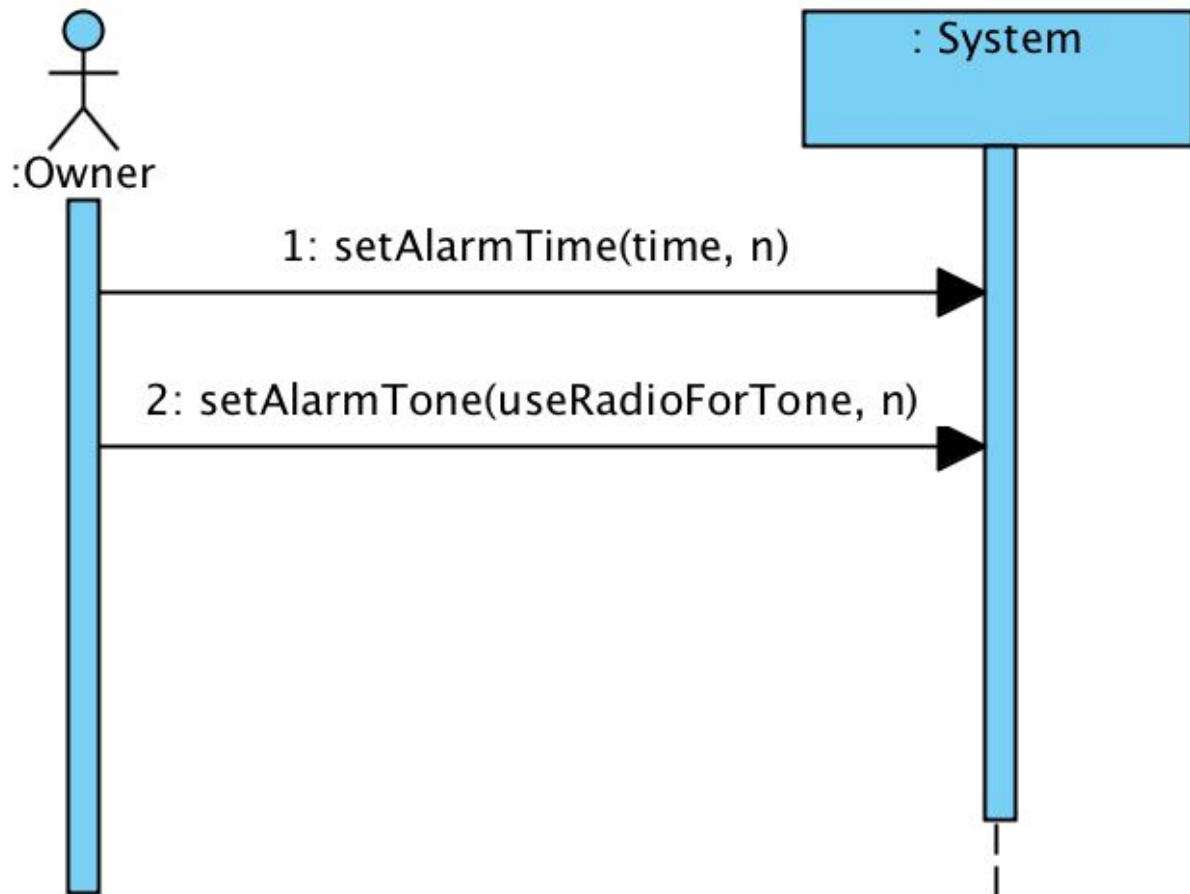 : System
:Owner
1: setAlarmTime(time, n)
2: setAlarmTone(useRadioForTone, n)